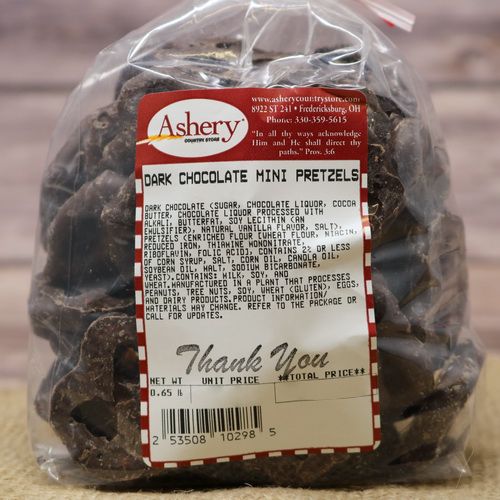 Ashery
COUNTRY STORE
www.asherycountrystore.com
8922 ST 241 • Fredericksburg, OH
Phone: 330-359-5615
"In all thy ways acknowledge
Him and He shall direct thy
paths." Prov. 3:6
DARK CHOCOLATE MINI PRETZELS
DARK CHOCOLATE (SUGAR, CHOCOLATE LIQUOR, COCOA
BUTTER, CHOCOLATE LIQUOR PROCESSED WITH
ALKALI, BUTTERFAT, SOY LECITHIN (AN
EMULSIFIER), NATURAL VANILLA FLAVOR, SALT),
PRETZELS (ENRICHED FLOUR (WHEAT FLOUR, NIACIN,
REDUCED IRON, THIAMINE MONONITRATE,
RIBOFLAVIN, FOLIC ACID), CONTAINS 2% OR LESS
OF CORN SYRUP, SALT, CORN OIL, CANOLA OIL,
SOYBEAN OIL, MALT, SODIUM BICARBONATE,
YEAST).CONTAINS MILK, SOY, AND
WHEAT.MANUFACTURED IN A PLANT THAT PROCESSES
PEANUTS, TREE NUTS, SOY, WHEAT (GLUTEN), EGGS,
AND DAIRY PRODUCTS.PRODUCT INFORMATION/
MATERIALS MAY CHANGE. REFER TO THE PACKAGE OR
CALL FOR UPDATES.
Thank You
NET WT UNIT PRICE **TOTAL PRICE**
0.65 lb
2 53508 10298 5